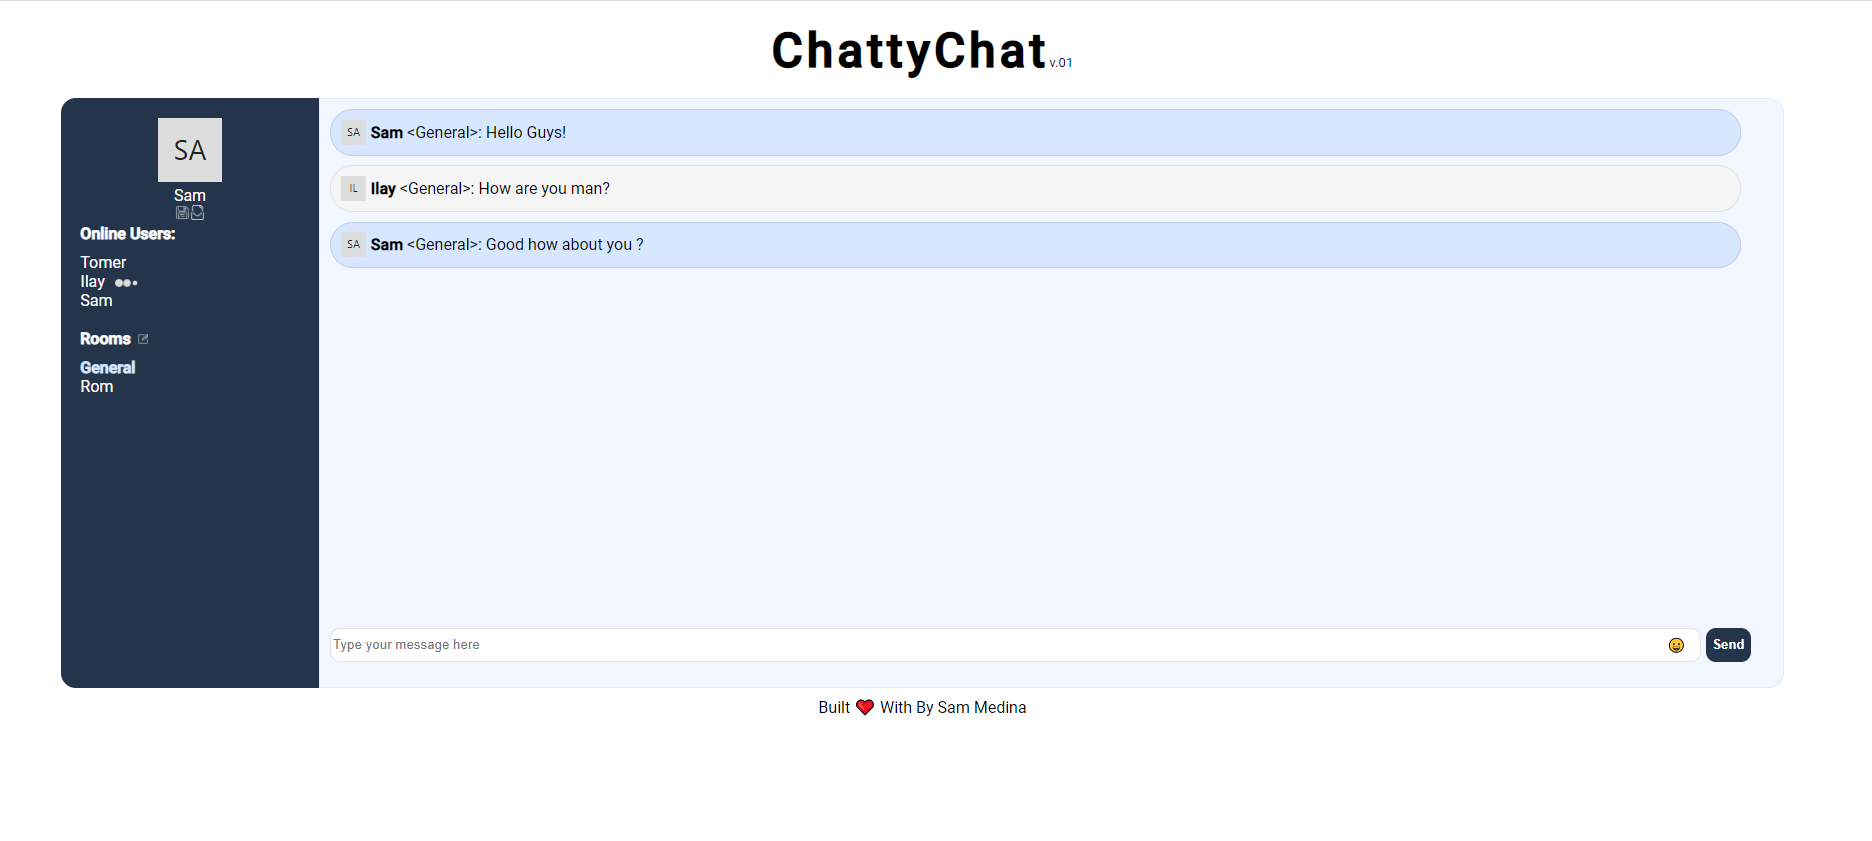 ChattyChat v.01
SA
Sam
Online Users:
Tomer
Ilay
Sam
Rooms
General
Rom
SA Sam <General>: Hello Guys!
IL Ilay <General>: How are you man?
SA Sam <General>: Good how about you ?
Type your message here
Send
Built ❤ With By Sam Medina